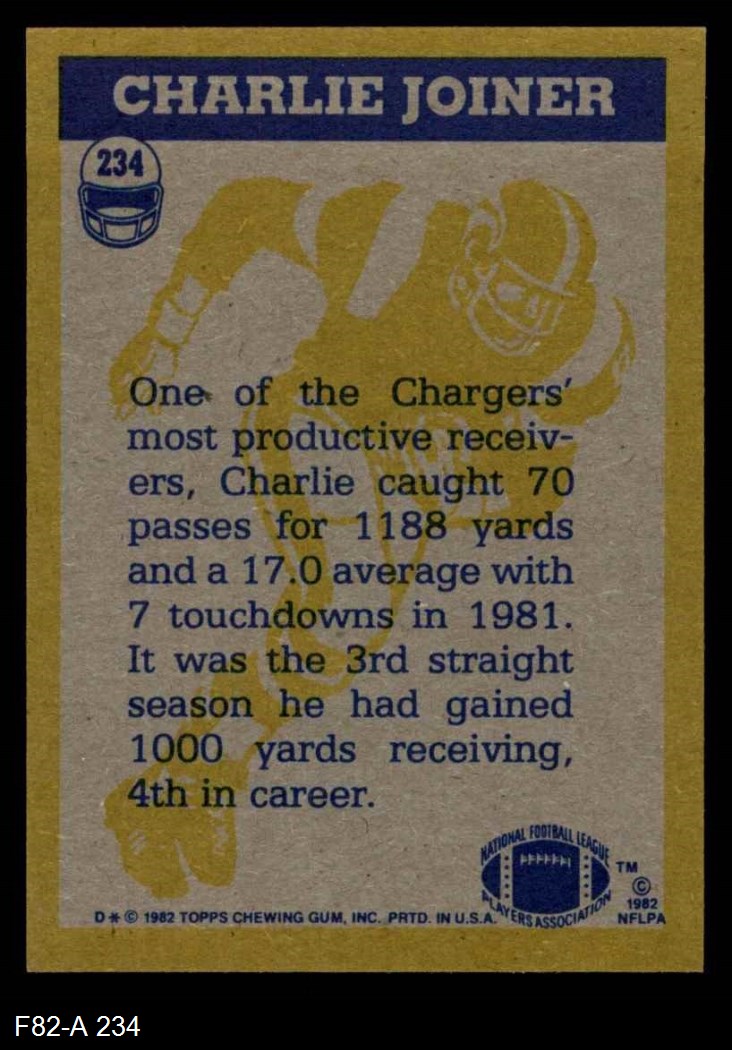 CHARLIE JOINER
234
One of the Chargers'
most productive receiv-
ers, Charlie caught 70
passes for 1188 yards
and a 17.0 average with
7 touchdowns in 1981.
It was the 3rd straight
season he had gained
1000 yards receiving,
4th in career.
NATIONAL FOOTBALL LEAGUE
PLAYERS ASSOCIATION
TM
©
1982
NFLPA
D * © 1982 TOPPS CHEWING GUM, INC. PRTD. IN U.S.A.
F82-A 234